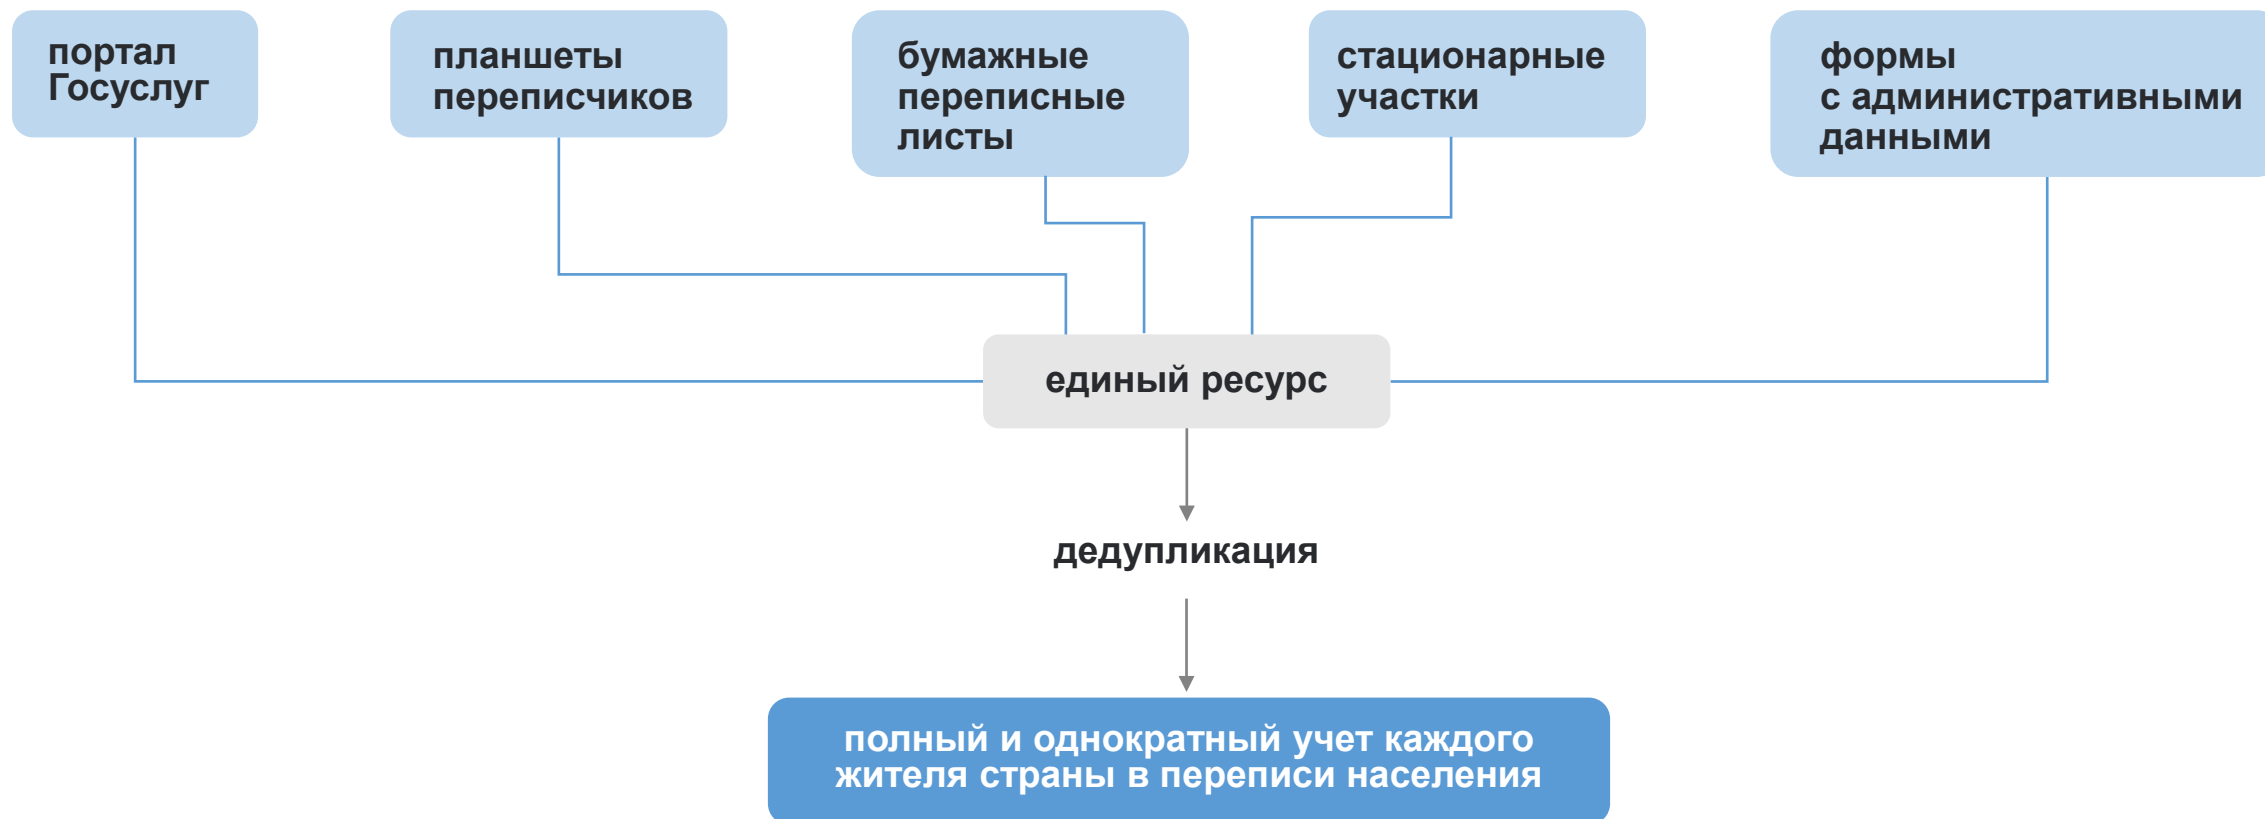 портал
Госуслуг
планшеты
переписчиков
бумажные
переписные
листы
стационарные
участки
формы
с административными
данными
единый ресурс
дедупликация
полный и однократный учет каждого
жителя страны в переписи населения